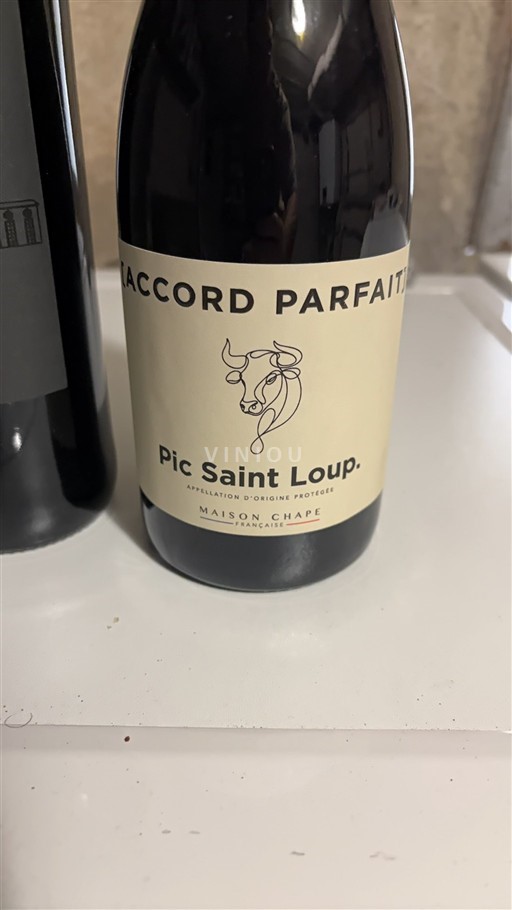 [ACCORD PARFAIT]
VINIOU
Pic Saint Loup.
APPELLATION D'ORIGINE PROTÉGÉE
MAISON CHAPE
FRANÇAISE